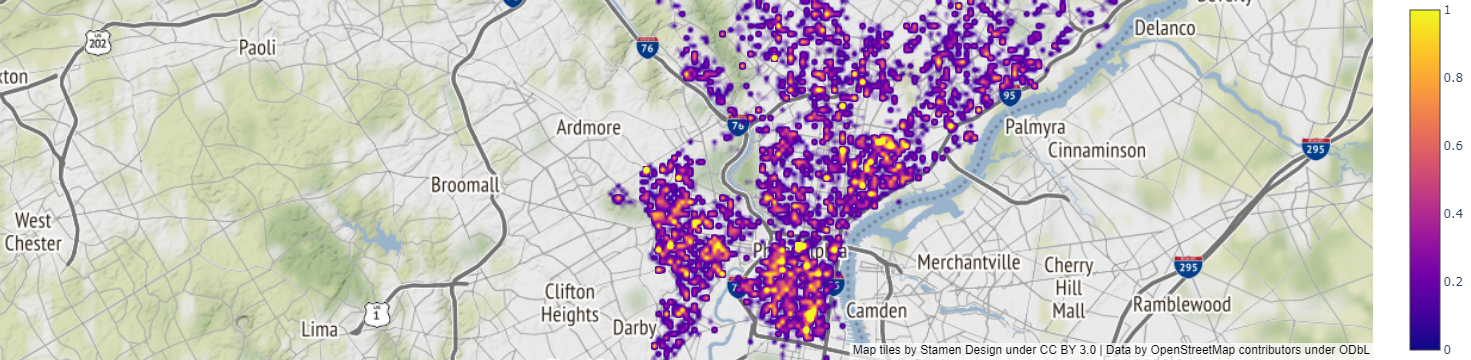 Beverly
Delanco
1
202
Paoli
76
0.8
xton
95
76
Palmyra
Ardmore
295
Cinnaminson
0.6
Broomall
West
Chester
0.4
Philadelphia
Merchantville
Cherry
Hill
Mall
295
0.2
Clifton
Heights
Ramblewood
US
1
Camden
Lima
Darby
Map tiles by Stamen Design under CC BY 3.0 | Data by OpenStreetMap contributors under ODbL
0